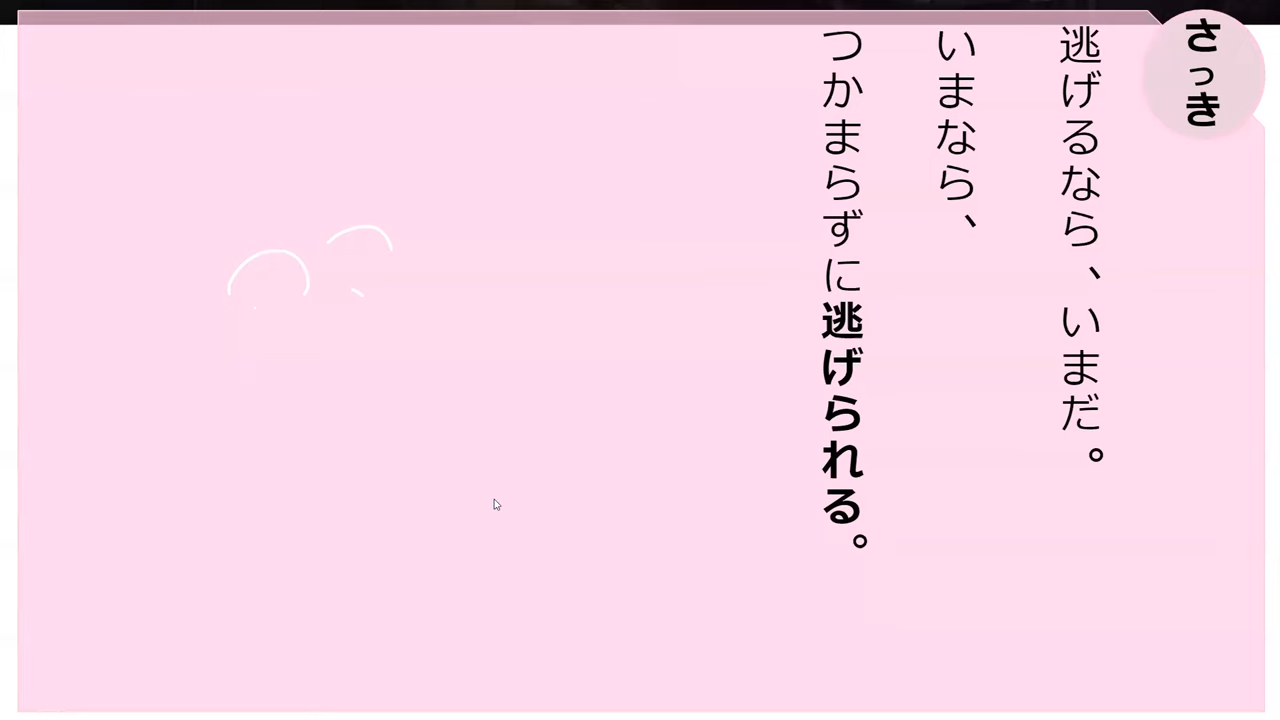 さっき
逃げるなら、いまだ。
いまなら、
つかまらずに逃げられる。